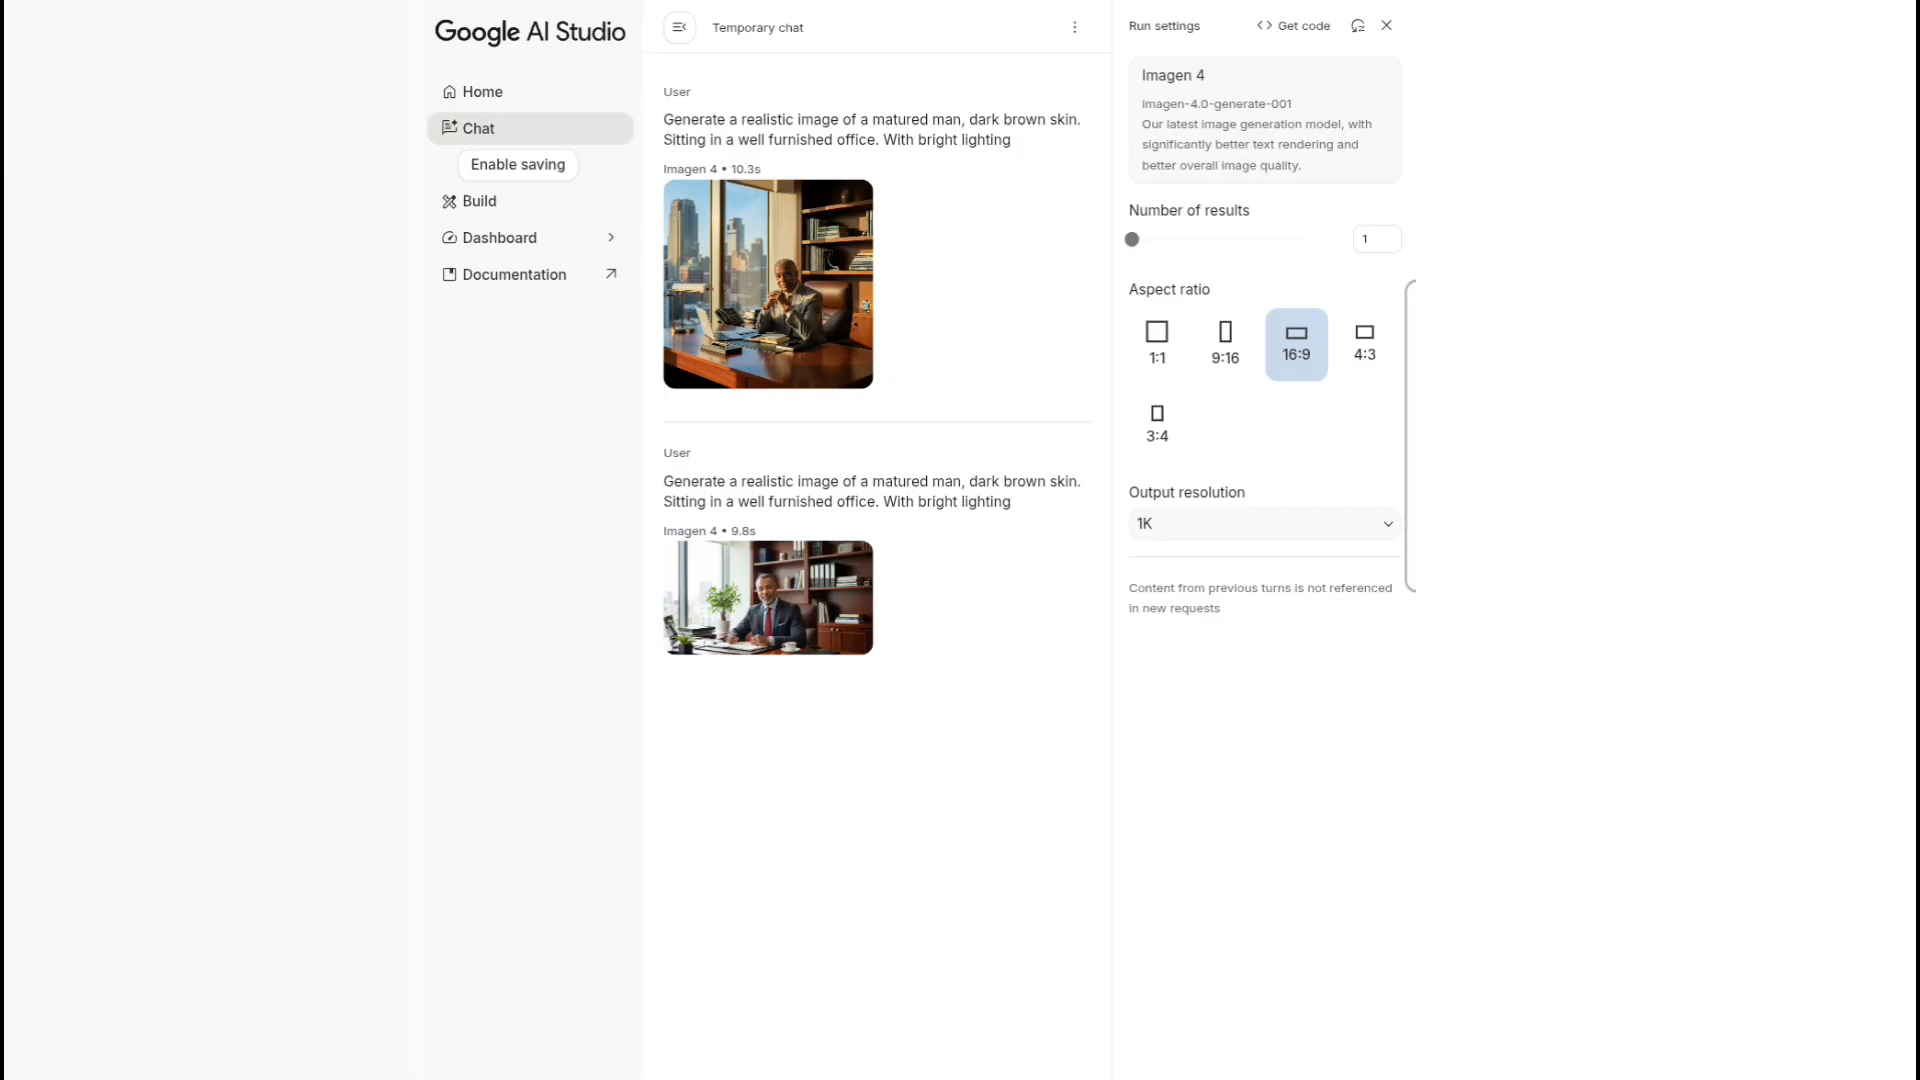 Google AI Studio
Home
Chat
Enable saving
Build
Dashboard
Documentation
Temporary chat
User
Generate a realistic image of a matured man, dark brown skin.
Sitting in a well furnished office. With bright lighting
Imagen 4 • 10.3s
User
Generate a realistic image of a matured man, dark brown skin.
Sitting in a well furnished office. With bright lighting
Imagen 4 • 9.8s
Run settings
Get code
Imagen 4
imagen-4.0-generate-001
Our latest image generation model, with
significantly better text rendering and
better overall image quality.
Number of results
1
Aspect ratio
1:1 9:16 16:9 4:3
3:4
Output resolution
1K
Content from previous turns is not referenced
in new requests